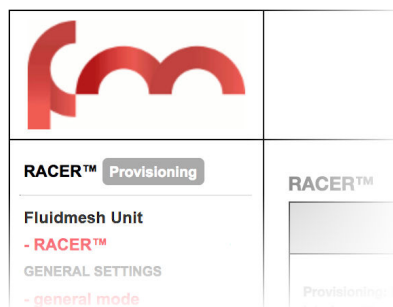 RACER™ Provisioning
RACER™
Fluidmesh Unit
- RACER™
GENERAL SETTINGS
- general mode
Provisioning: